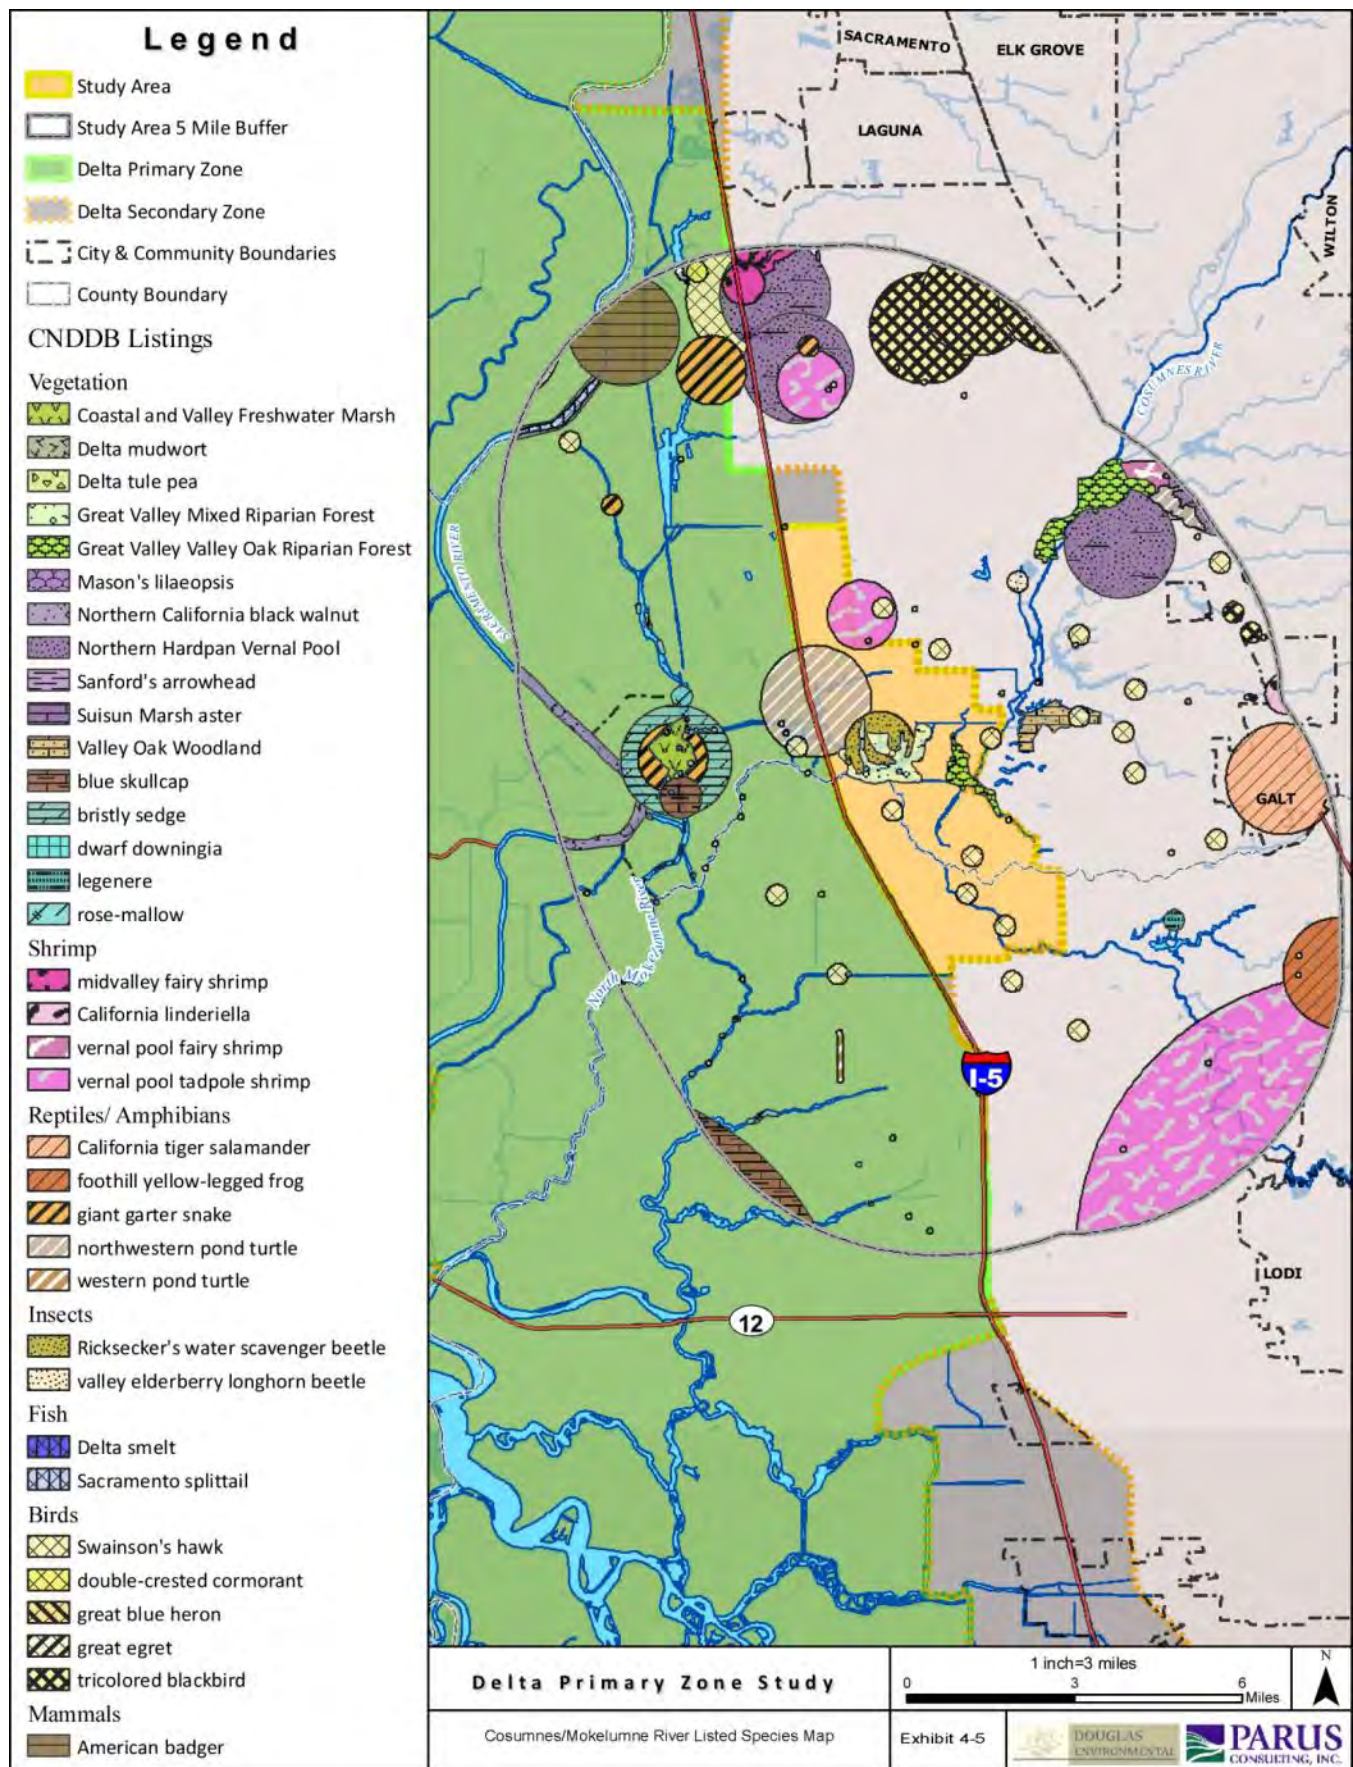 Legend
Study Area
Study Area 5 Mile Buffer
Delta Primary Zone
Delta Secondary Zone
City & Community Boundaries
County Boundary
CNDDB Listings
Vegetation
Coastal and Valley Freshwater Marsh
Delta mudwort
Delta tule pea
Great Valley Mixed Riparian Forest
Great Valley Valley Oak Riparian Forest
Mason's lilaeopsis
Northern California black walnut
Northern Hardpan Vernal Pool
Sanford's arrowhead
Suisun Marsh aster
Valley Oak Woodland
blue skullcap
bristly sedge
dwarf downingia
legenere
rose-mallow
Shrimp
midvalley fairy shrimp
California linderiella
vernal pool fairy shrimp
vernal pool tadpole shrimp
Reptiles/ Amphibians
California tiger salamander
foothill yellow-legged frog
giant garter snake
northwestern pond turtle
western pond turtle
Insects
Ricksecker's water scavenger beetle
valley elderberry longhorn beetle
Fish
Delta smelt
Sacramento splittail
Birds
Swainson's hawk
double-crested cormorant
great blue heron
great egret
tricolored blackbird
Mammals
American badger
SACRAMENTO
ELK GROVE
LAGUNA
WILTON
COSUMNES RIVER
SACRAMENTO RIVER
GALT
North
Mokelumne River
I-5
LODI
12
Delta Primary Zone Study
Cosumnes/Mokelumne River Listed Species Map
1 inch=3 miles
0 3 6
Miles
N
Exhibit 4-5
DOUGLAS
ENVIRONMENTAL
PARUS
CONSULTING, INC.